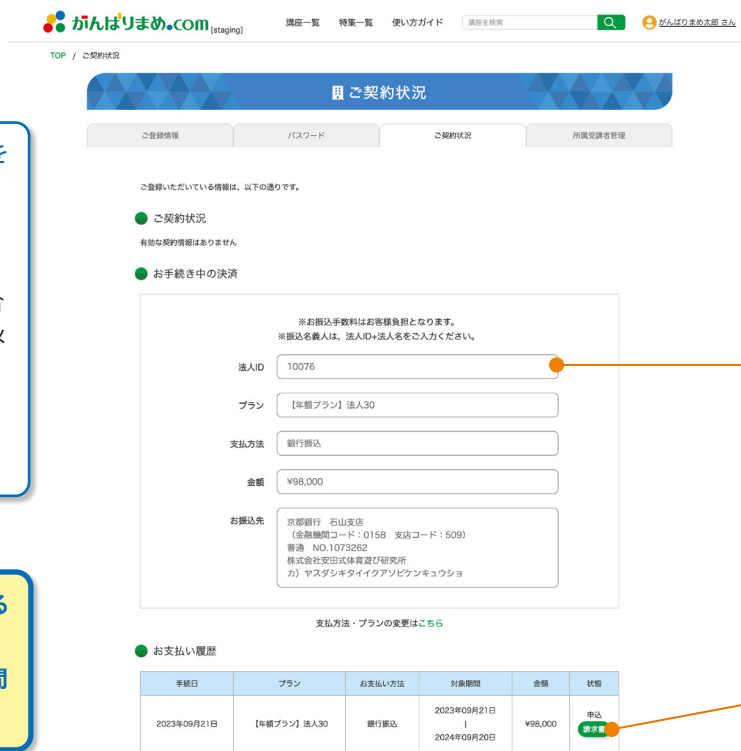 がんばりまめ.com [staging]
講座一覧 特集一覧 使い方ガイド 講座を検索 がんばりまめ太郎 さん
TOP / ご契約状況
ご契約状況
ご登録情報 パスワード ご契約状況 所属受講者管理
ご登録いただいている情報は、以下の通りです。
ご契約状況
有効な契約情報はありません
お手続き中の決済
※お振込手数料はお客様負担となります。
※振込名義人は、法人ID+法人名をご入力ください。
法人ID 10076
プラン 【年額プラン】法人30
支払方法 銀行振込
金額 ¥98,000
お振込先 京都銀行 石山支店
（金融機関コード：0158 支店コード：509）
普通 NO.1073262
株式会社安田式体育遊び研究所
カ）ヤスダシキタイイクアソビケンキュウショ
支払方法・プランの変更はこちら
お支払い履歴
手続日 プラン お支払い方法 対象期間 金額 状態
2023年09月21日 【年額プラン】法人30 銀行振込 2023年09月21日 | 2024年09月20日 ¥98,000 申込 請求書
を
る
間